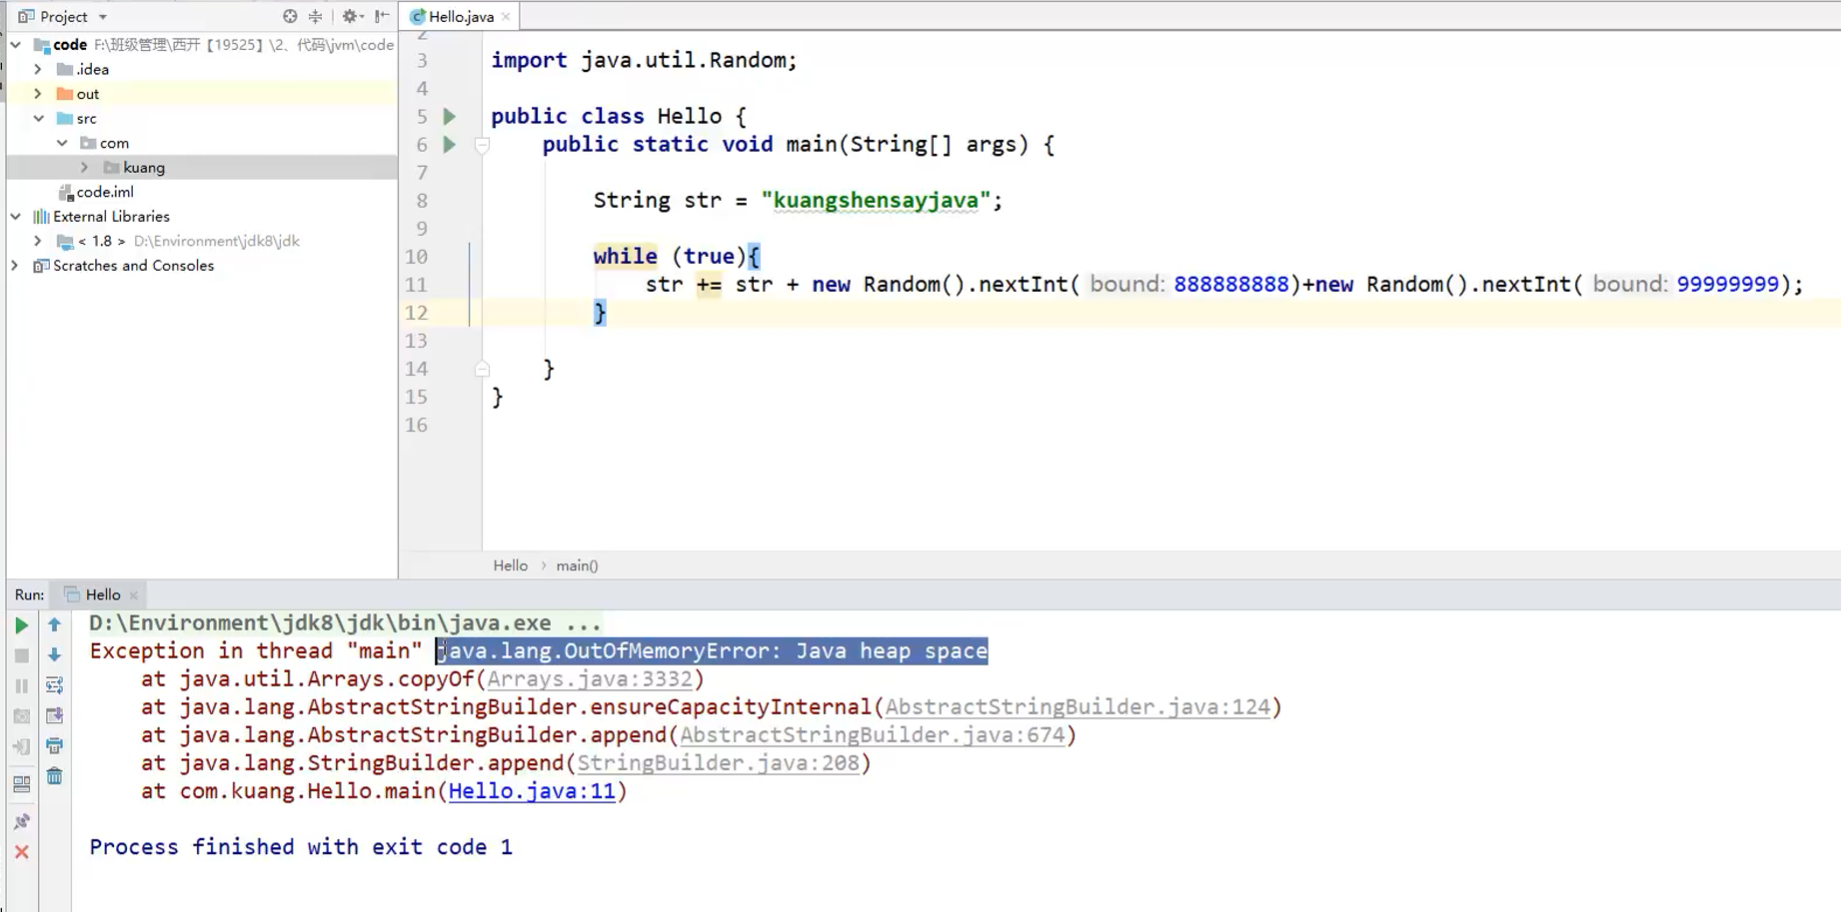 Project
code F:\班级管理\西开【19525】\2、代码\jvm\code
.idea
out
src
com
kuang
code.iml
External Libraries
< 1.8 > D:\Environment\jdk8\jdk
Scratches and Consoles
Hello.java
2
3 import java.util.Random;
4
5 public class Hello {
6 public static void main(String[] args) {
7
8 String str = "kuangshensayjava";
9
10 while (true){
11 str += str + new Random().nextInt( bound: 888888888)+new Random().nextInt( bound: 99999999);
12 }
13
14 }
15 }
16
Hello › main()
Run: Hello
D:\Environment\jdk8\jdk\bin\java.exe ...
Exception in thread "main" java.lang.OutOfMemoryError: Java heap space
at java.util.Arrays.copyOf(Arrays.java:3332)
at java.lang.AbstractStringBuilder.ensureCapacityInternal(AbstractStringBuilder.java:124)
at java.lang.AbstractStringBuilder.append(AbstractStringBuilder.java:674)
at java.lang.StringBuilder.append(StringBuilder.java:208)
at com.kuang.Hello.main(Hello.java:11)
Process finished with exit code 1